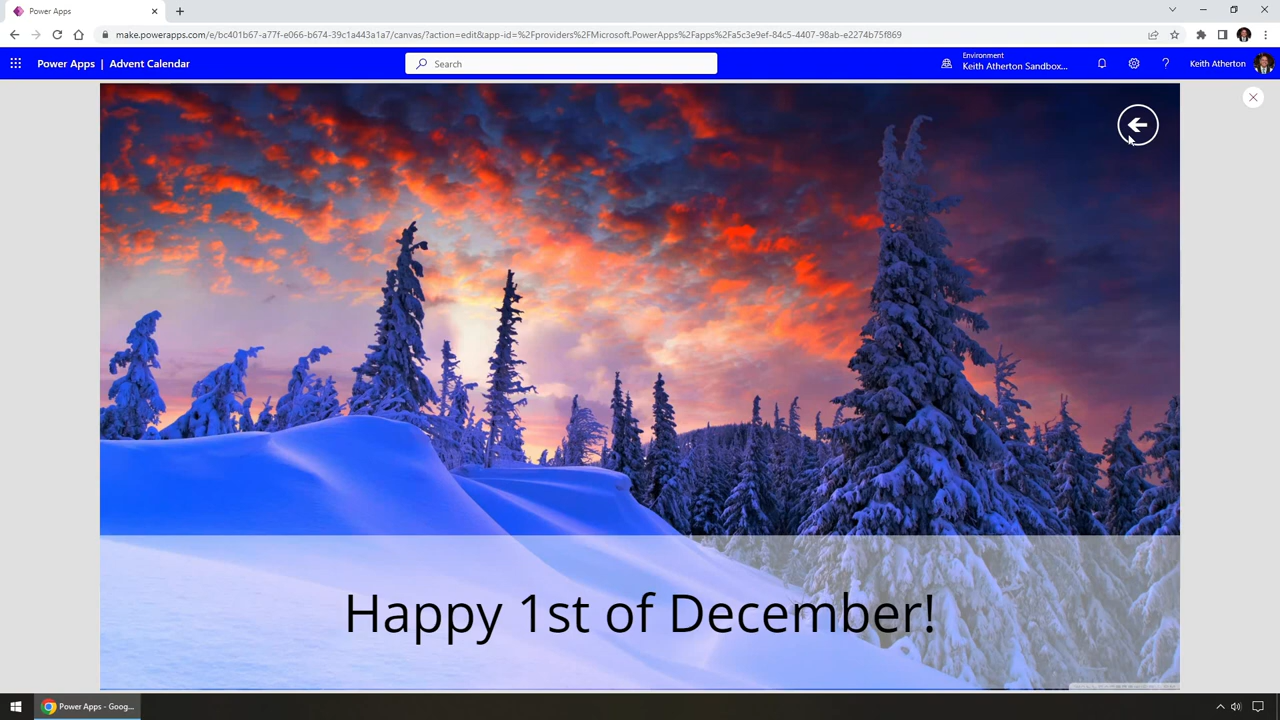 Power Apps
make.powerapps.com/e/bc401b67-a77f-e066-b674-39c1a443a1a7/canvas/?action=edit&app-id=%2Fproviders%2FMicrosoft.PowerApps%2Fapps%2Fa5c3e9ef-84c5-4407-98ab-e2274b75f869
Power Apps | Advent Calendar
Search
Environment
Keith Atherton Sandbox...
Keith Atherton
Happy 1st of December!
Power Apps - Goog...